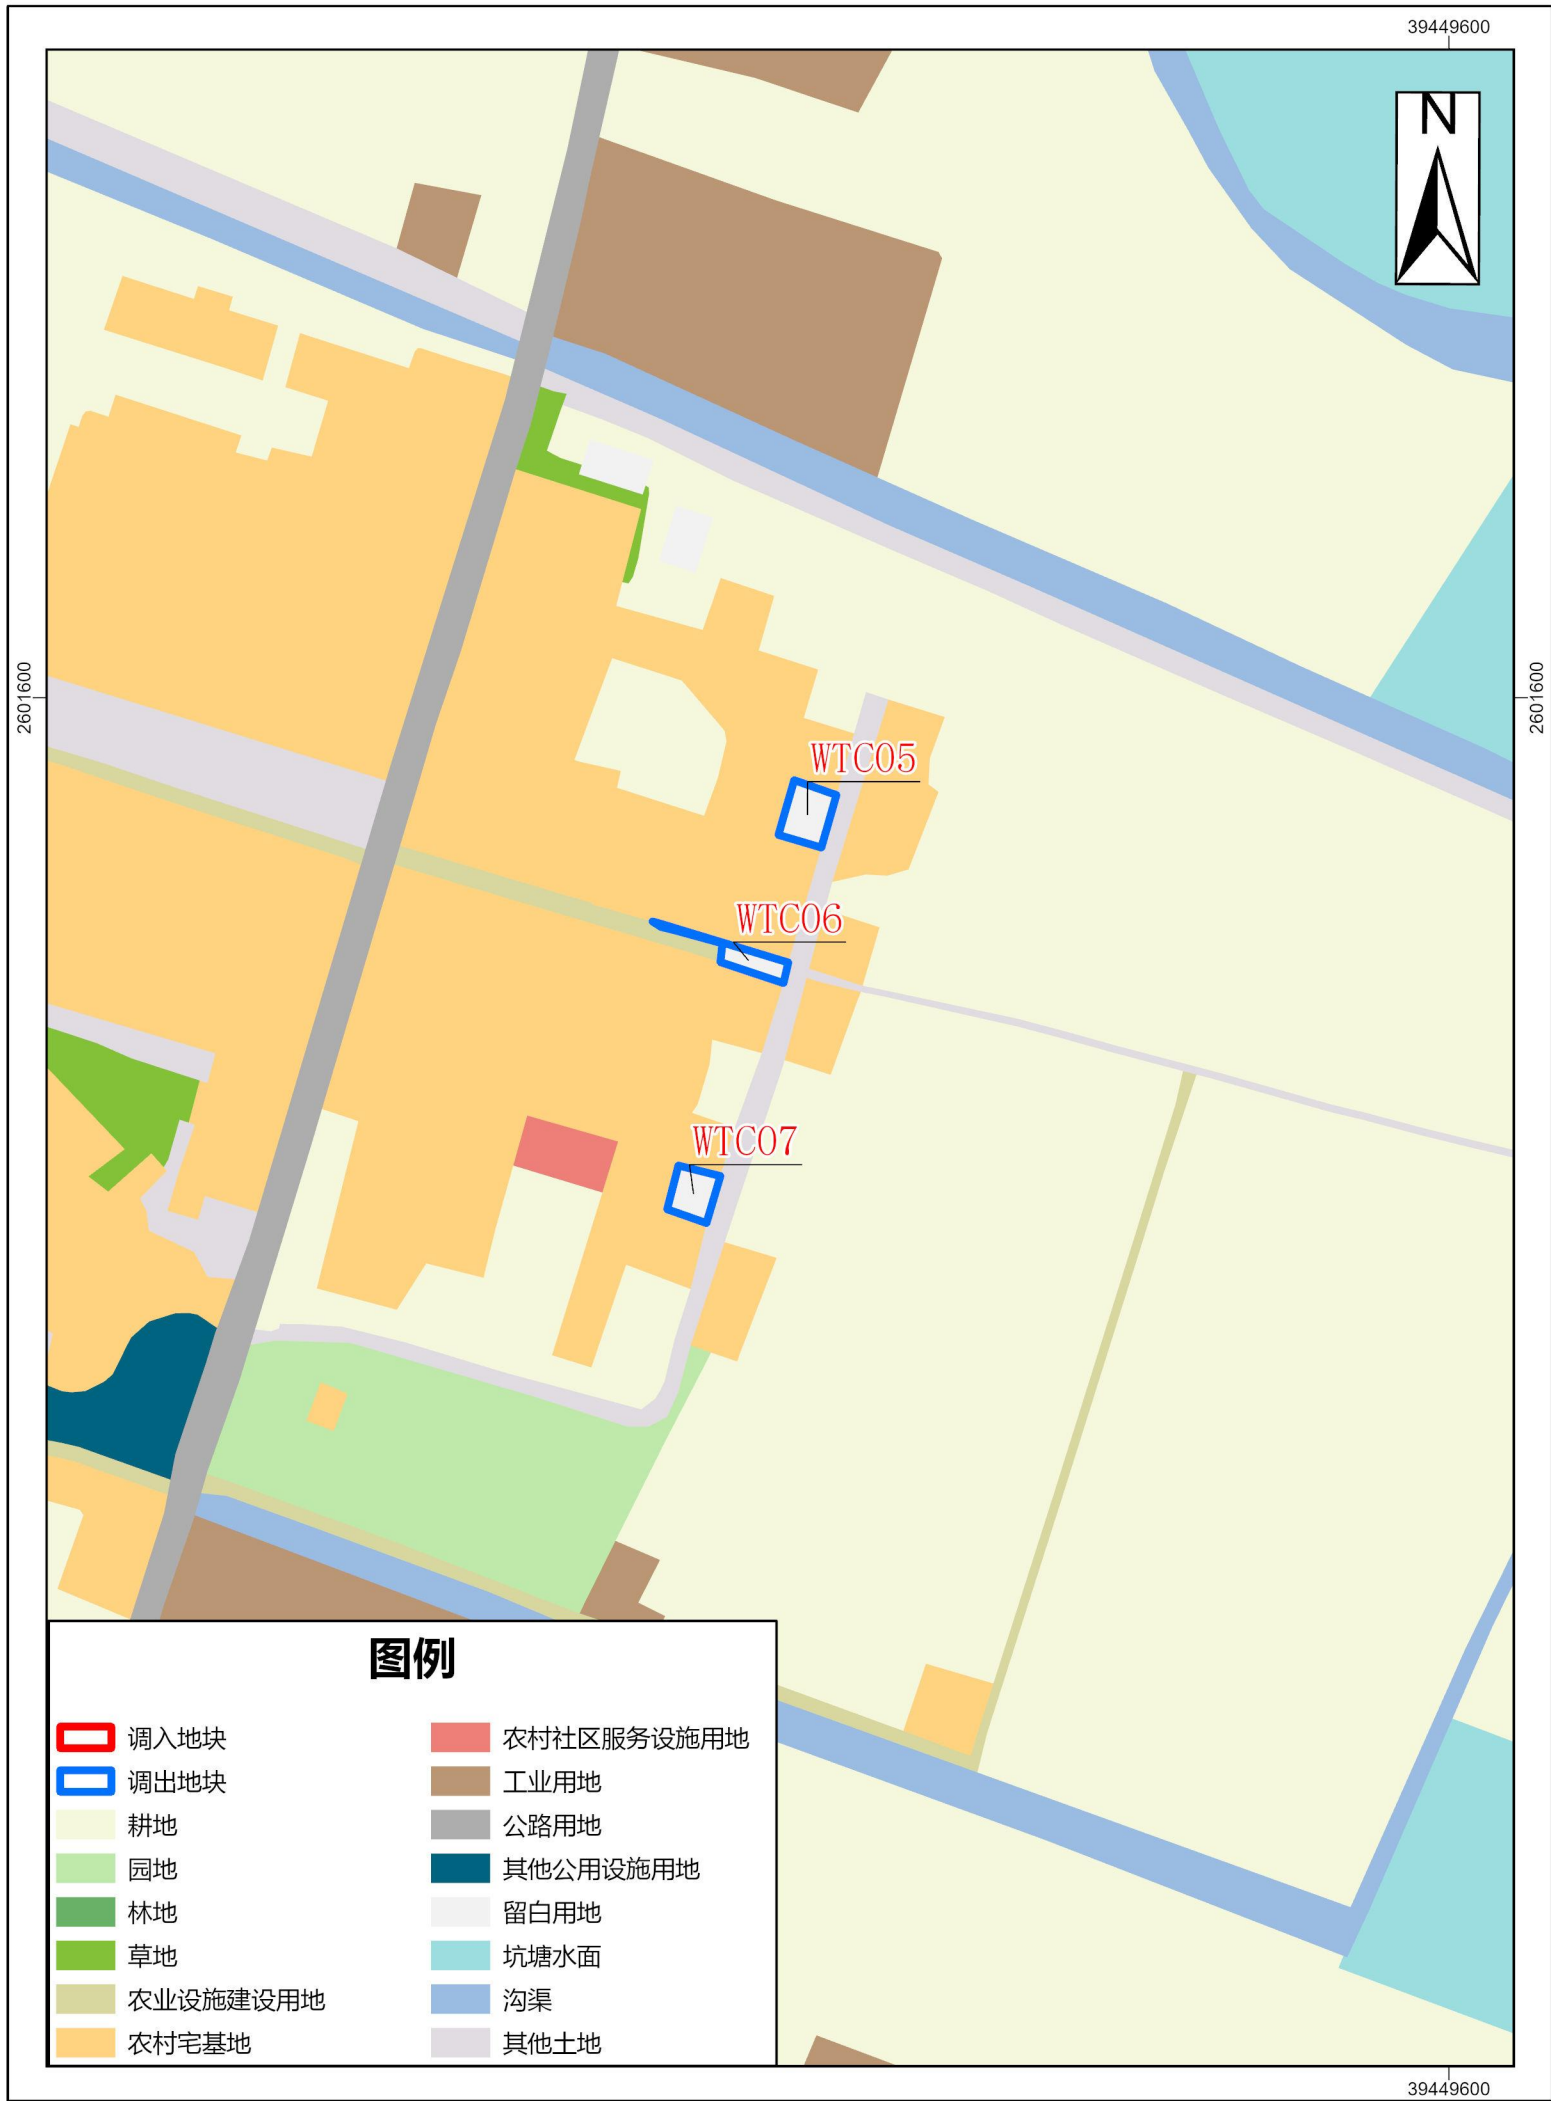 39449600
N
2601600
2601600
WTC05
WTC06
WTC07
图例
调入地块
调出地块
耕地
园地
林地
草地
农业设施建设用地
农村宅基地
农村社区服务设施用地
工业用地
公路用地
其他公用设施用地
留白用地
坑塘水面
沟渠
其他土地
39449600